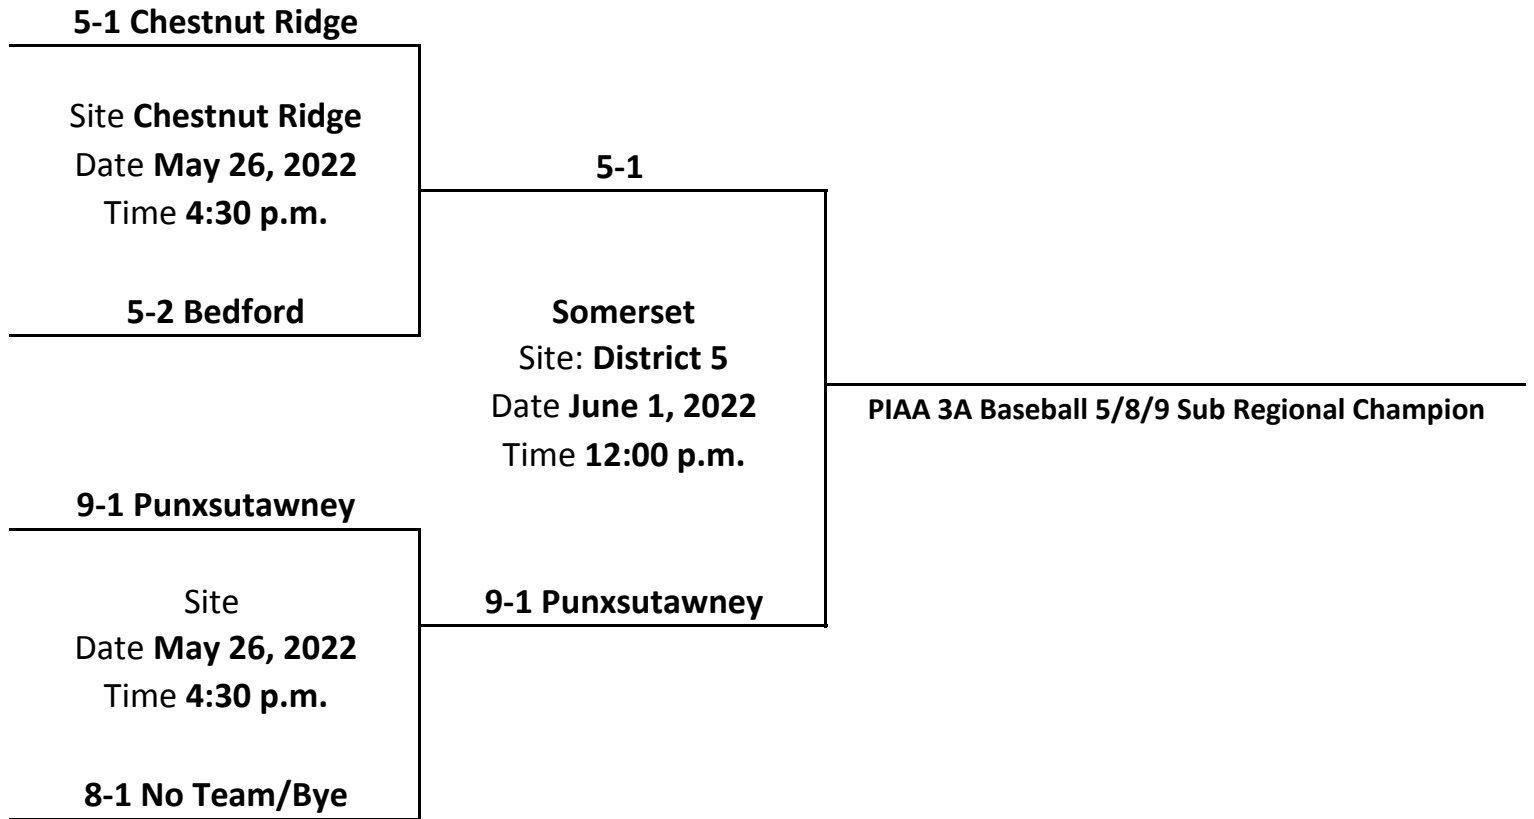 5-1 Chestnut Ridge
Site Chestnut Ridge
Date May 26, 2022
Time 4:30 p.m.
5-2 Bedford
5-1
Somerset
Site: District 5
Date June 1, 2022
Time 12:00 p.m.
PIAA 3A Baseball 5/8/9 Sub Regional Champion
9-1 Punxsutawney
Site
Date May 26, 2022
Time 4:30 p.m.
8-1 No Team/Bye
9-1 Punxsutawney